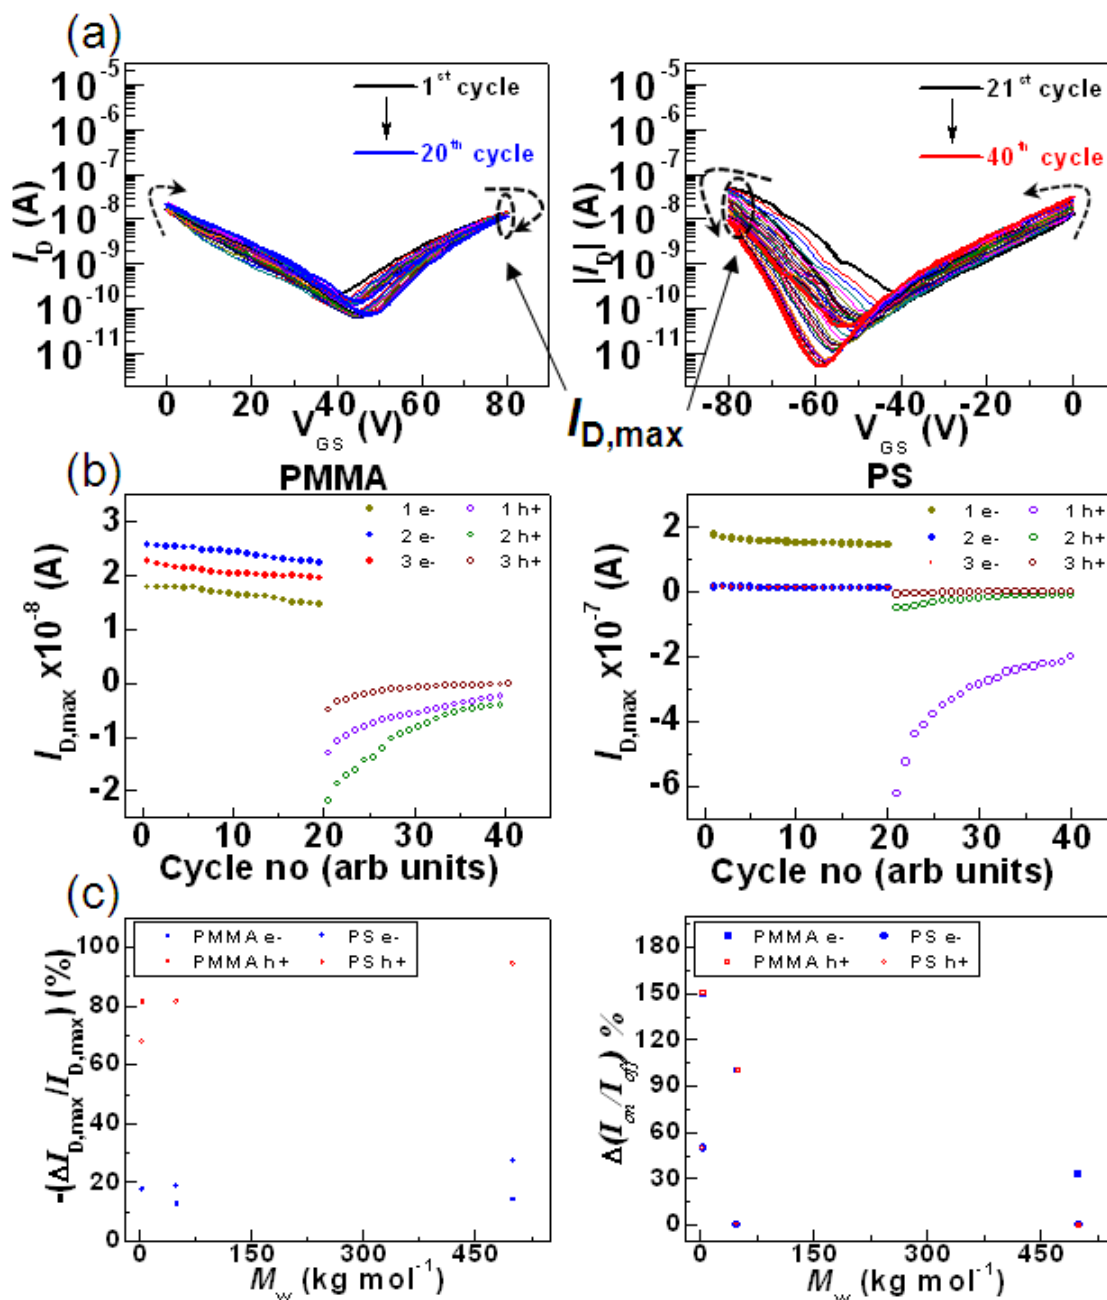 (a)
10⁻⁵
10⁻⁶
10⁻⁷
10⁻⁸
10⁻⁹
10⁻¹⁰
10⁻¹¹
I_D (A)
1ˢᵗ cycle
20ᵗʰ cycle
0 20 40 60 80
V_GS (V)
10⁻⁵
10⁻⁶
10⁻⁷
10⁻⁸
10⁻⁹
10⁻¹⁰
10⁻¹¹
|I_D| (A)
21ˢᵗ cycle
40ᵗʰ cycle
-80 -60 -40 -20 0
V_GS (V)
I_D,max
(b)
PMMA
3
2
1
0
-1
-2
I_D,max x10⁻⁸ (A)
1 e- 1 h+
2 e- 2 h+
3 e- 3 h+
0 10 20 30 40
Cycle no (arb units)
PS
2
0
-2
-4
-6
I_D,max x10⁻⁷ (A)
1 e- 1 h+
2 e- 2 h+
3 e- 3 h+
0 10 20 30 40
Cycle no (arb units)
(c)
100
80
60
40
20
0
-(ΔI_D,max/I_D,max) (%)
PMMA e- PS e-
PMMA h+ PS h+
0 150 300 450
M_w (kg mol⁻¹)
180
150
120
90
60
30
0
Δ(I_on/I_off) %
PMMA e- PS e-
PMMA h+ PS h+
0 150 300 450
M_w (kg mol⁻¹)